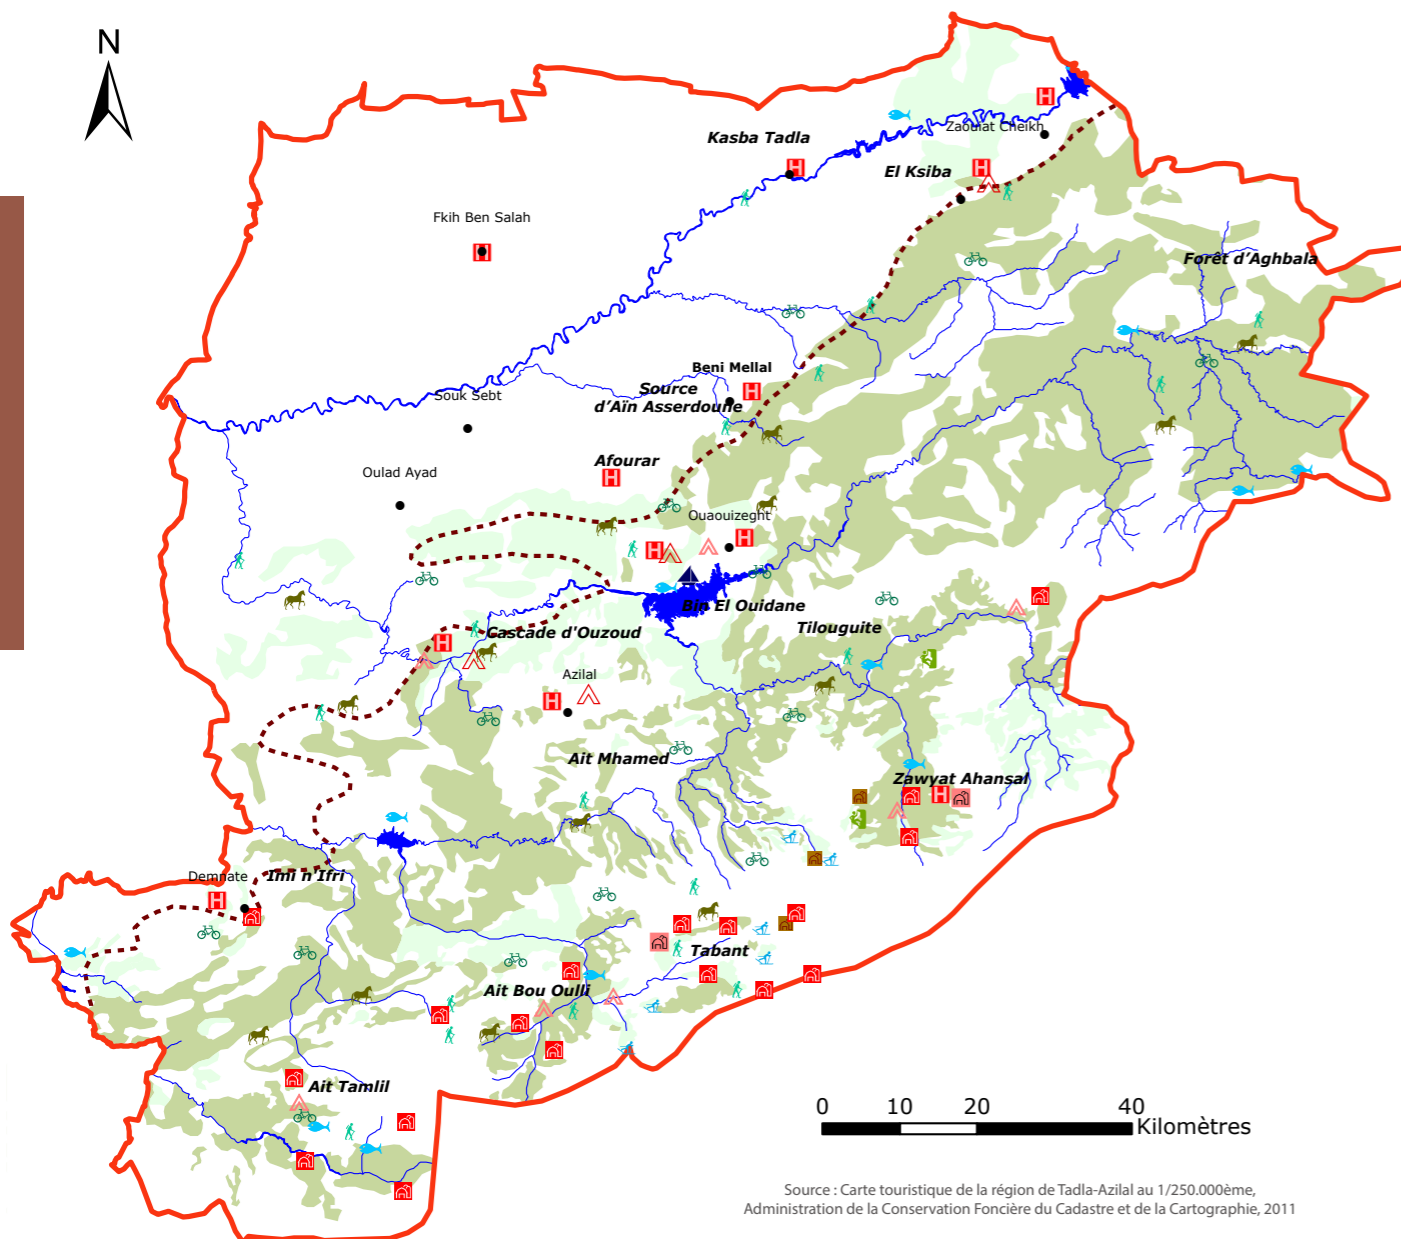 N
Kasba Tadla
Zaouiat Cheikh
El Ksiba
Fkih Ben Salah
Forêt d'Aghbala
Beni Mellal
Source
d'Aïn Asserdoune
Souk Sebt
Afourar
Oulad Ayad
Ouaouizeght
Bin El Ouidane
Cascade d'Ouzoud
Tilouguite
Azilal
Ait Mhamed
Zawyat Ahansal
Demnate
Imi n'Ifri
Tabant
Ait Bou Oulli
Ait Tamlil
0 10 20 40
Kilomètres
Source : Carte touristique de la région de Tadla-Azilal au 1/250.000ème,
Administration de la Conservation Foncière du Cadastre et de la Cartographie, 2011